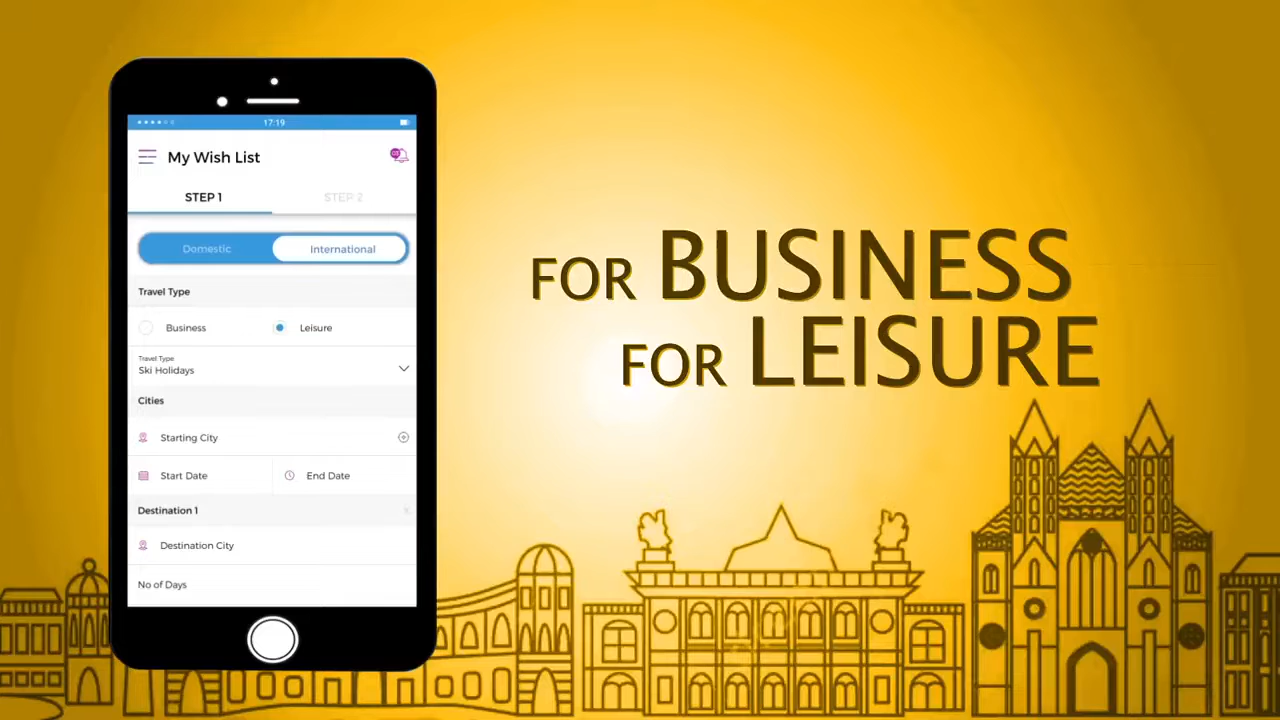 17:19
My Wish List
STEP 1
STEP 2
Domestic
International
Travel Type
Business
Leisure
Travel Type
Ski Holidays
Cities
Starting City
Start Date
End Date
Destination 1
Destination City
No of Days
FOR BUSINESS
FOR LEISURE